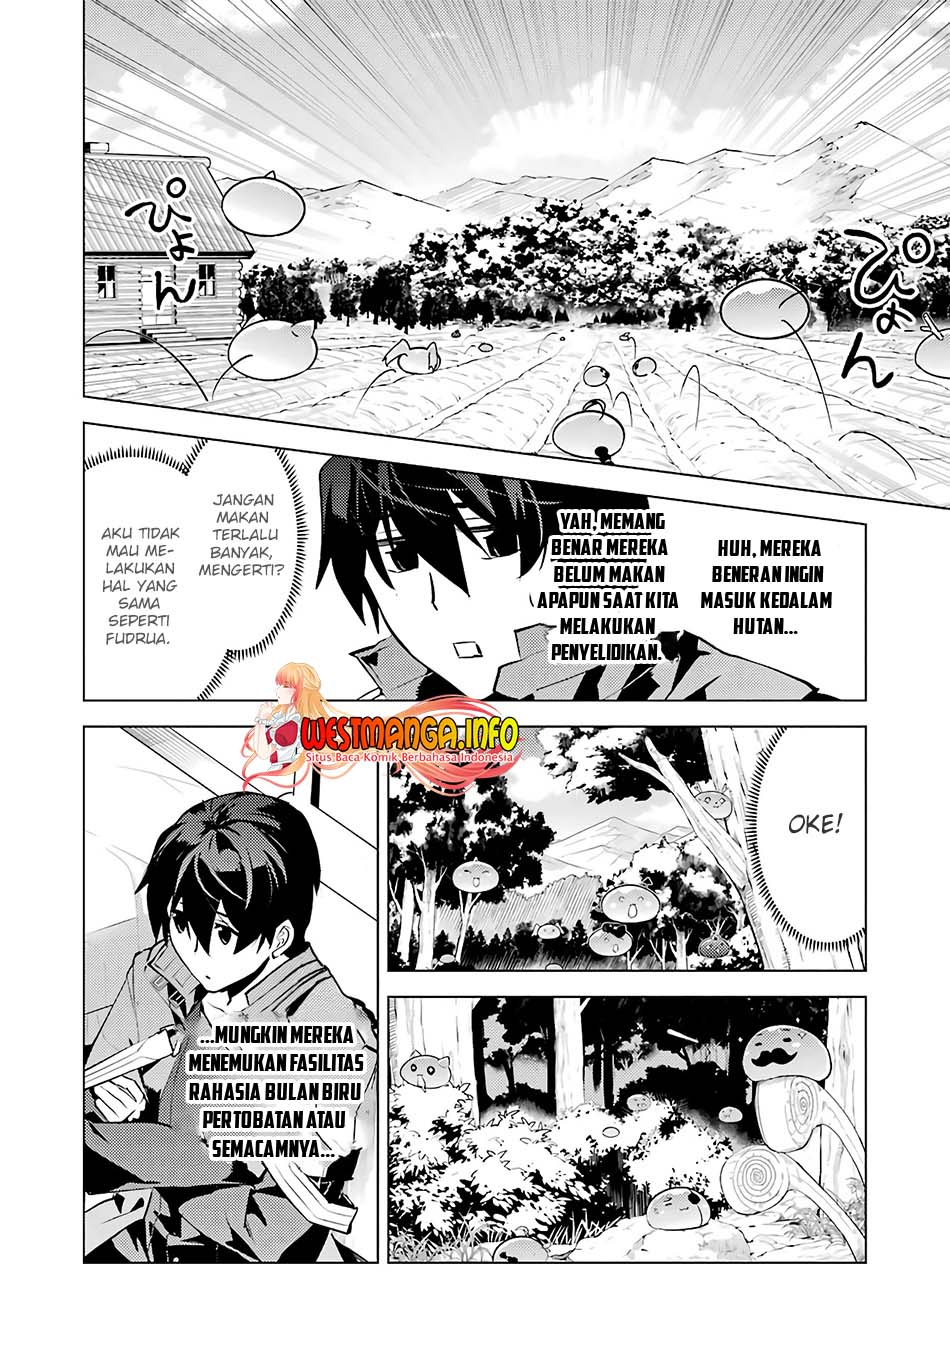 ぴょん
ぴょん
HUH, MEREKA
BENERAN INGIN
MASUK KEDALAM
HUTAN...
YAH, MEMANG
BENAR MEREKA
BELUM MAKAN
APAPUN SAAT KITA
MELAKUKAN
PENYELIDIKAN.
JANGAN
MAKAN
TERLALU
BANYAK,
MENGERTI?
AKU TIDAK
MAU ME-
LAKUKAN
HAL YANG
SAMA
SEPERTI
FUDRUA.
WESTMANGA.INFO
Situs Baca Komik Berbahasa Indonesia
OKE!
...MUNGKIN MEREKA
MENEMUKAN FASILITAS
RAHASIA BULAN BIRU
PERTOBATAN ATAU
SEMACAMNYA...